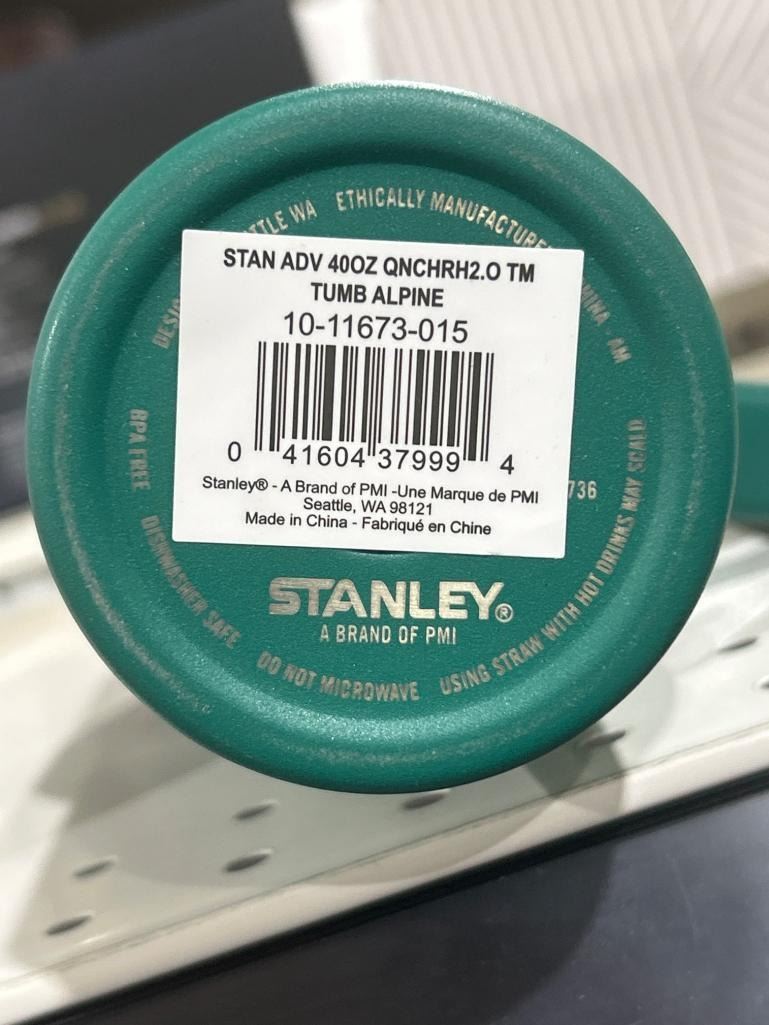 STAN ADV 40OZ QNCHRH2.O TM
TUMB ALPINE
10-11673-015
0 41604 37999 4
Stanley® - A Brand of PMI -Une Marque de PMI
Seattle, WA 98121
Made in China - Fabriqué en Chine
STANLEY®
A BRAND OF PMI
WA ETHICALLY
AM
736
USING STRAW WITH HOT DRINKS MAY SCALD
DO NOT MICROWAVE
DISHWASHER SAFE
BPA FREE